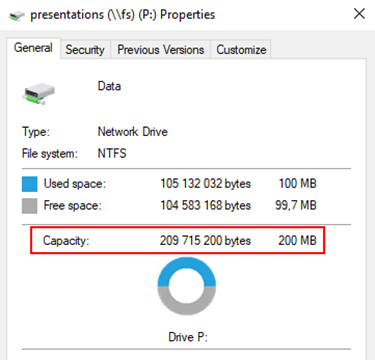 presentations (\\fs) (P:) Properties
General Security Previous Versions Customize
Data
Type: Network Drive
File system: NTFS
Used space: 105 132 032 bytes 100 MB
Free space: 104 583 168 bytes 99,7 MB
Capacity: 209 715 200 bytes 200 MB
Drive P: